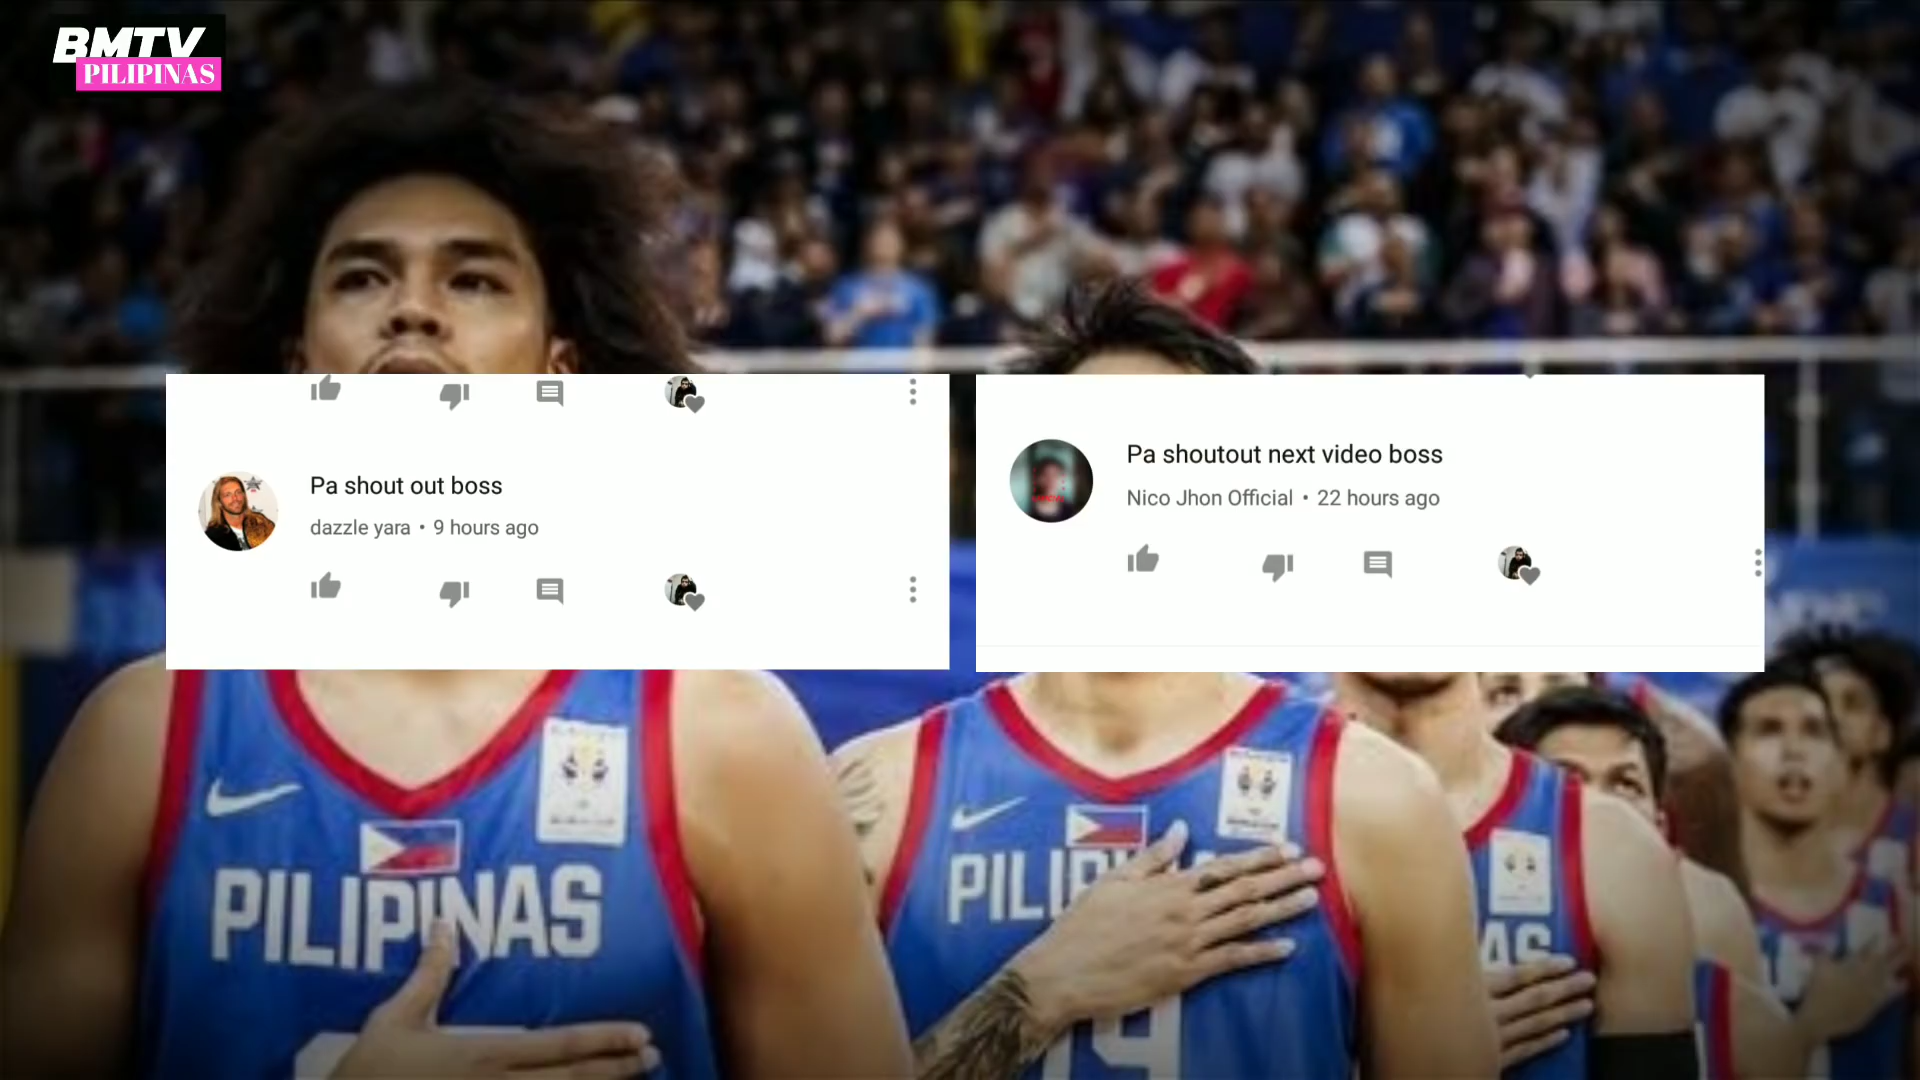 BMTV
PILIPINAS
Pa shout out boss
dazzle yara • 9 hours ago
Pa shoutout next video boss
Nico Jhon Official • 22 hours ago
PILIPINAS
PILIP
AS